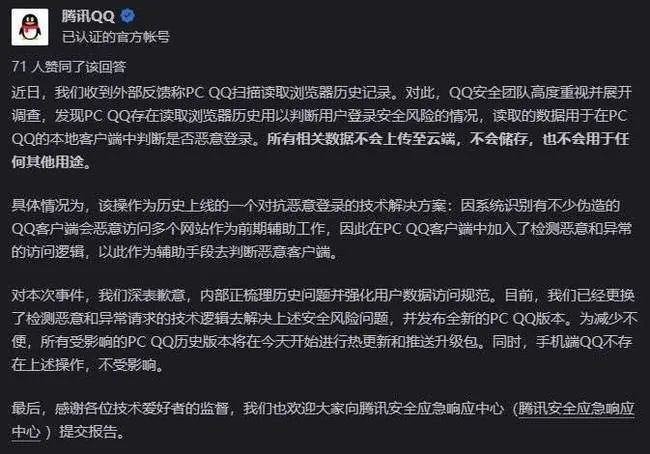 腾讯QQ
已认证的官方帐号
71 人赞同了该回答
近日，我们收到外部反馈称PC QQ扫描读取浏览器历史记录。对此，QQ安全团队高度重视并展开
调查，发现PC QQ存在读取浏览器历史用以判断用户登录安全风险的情况，读取的数据用于在PC
QQ的本地客户端中判断是否恶意登录。所有相关数据不会上传至云端，不会储存，也不会用于任
何其他用途。
具体情况为，该操作为历史上线的一个对抗恶意登录的技术解决方案：因系统识别有不少伪造的
QQ客户端会恶意访问多个网站作为前期辅助工作，因此在PC QQ客户端中加入了检测恶意和异常
的访问逻辑，以此作为辅助手段去判断恶意客户端。
对本次事件，我们深表歉意，内部正梳理历史问题并强化用户数据访问规范。目前，我们已经更换
了检测恶意和异常请求的技术逻辑去解决上述安全风险问题，并发布全新的PC QQ版本。为减少不
便，所有受影响的PC QQ历史版本将在今天开始进行热更新和推送升级包。同时，手机端QQ不存
在上述操作，不受影响。
最后，感谢各位技术爱好者的监督，我们也欢迎大家向腾讯安全应急响应中心（腾讯安全应急响应
中心 ）提交报告。